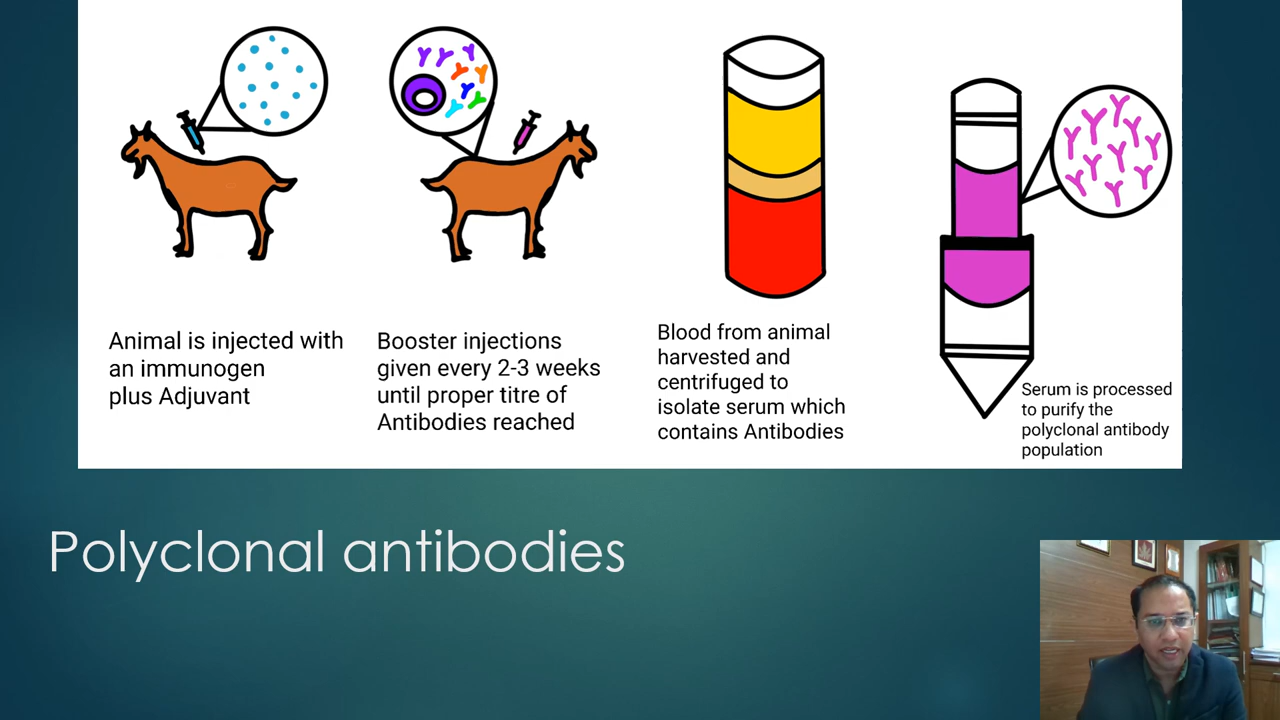 Animal is injected with
an immunogen
plus Adjuvant
Booster injections
given every 2-3 weeks
until proper titre of
Antibodies reached
Blood from animal
harvested and
centrifuged to
isolate serum which
contains Antibodies
Serum is processed
to purify the
polyclonal antibody
population
Polyclonal antibodies